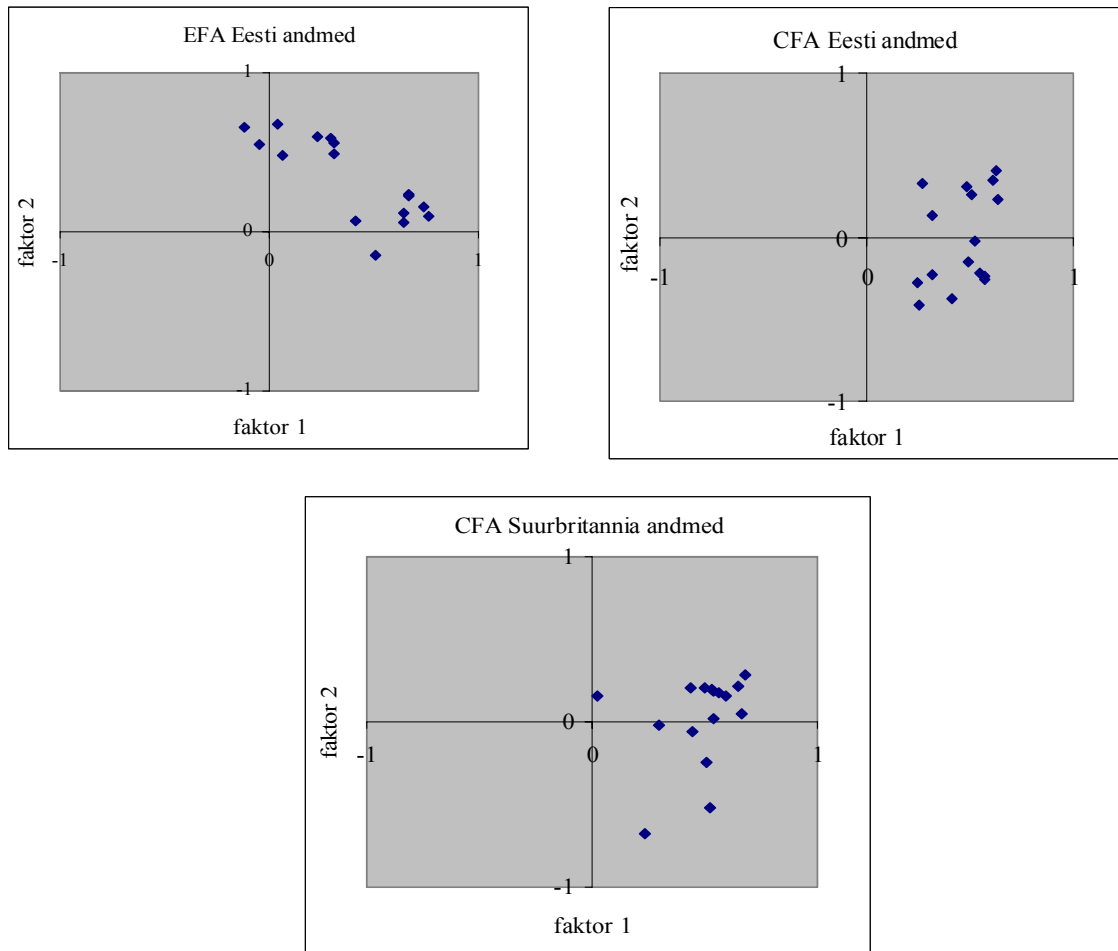 EFA Eesti andmed
1
faktor 2
0
-1
0
1
-1
faktor 1
CFA Eesti andmed
1
faktor 2
0
-1
0
1
-1
faktor 1
CFA Suurbritannia andmed
1
faktor 2
0
-1
0
1
-1
faktor 1